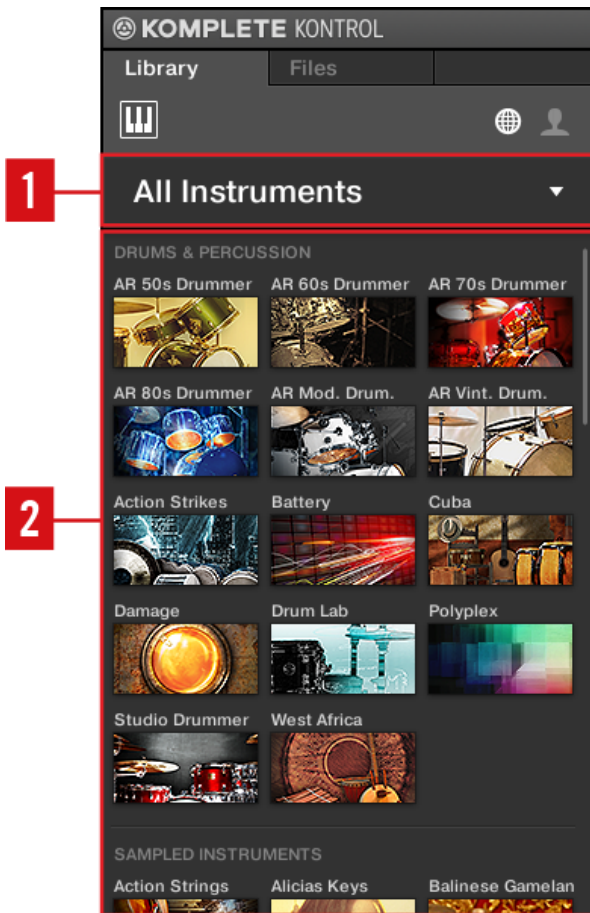 KOMPLETE KONTROL
Library Files
1 All Instruments
DRUMS & PERCUSSION
AR 50s Drummer AR 60s Drummer AR 70s Drummer
AR 80s Drummer AR Mod. Drum. AR Vint. Drum.
2
Action Strikes Battery Cuba
Damage Drum Lab Polyplex
Studio Drummer West Africa
SAMPLED INSTRUMENTS
Action Strings Alicias Keys Balinese Gamelan